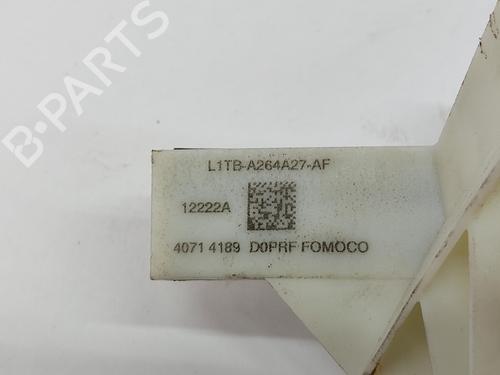 B-PARTS
L1TB-A264A27-AF
12222A
4071 4189 D0PRF FOMOCO